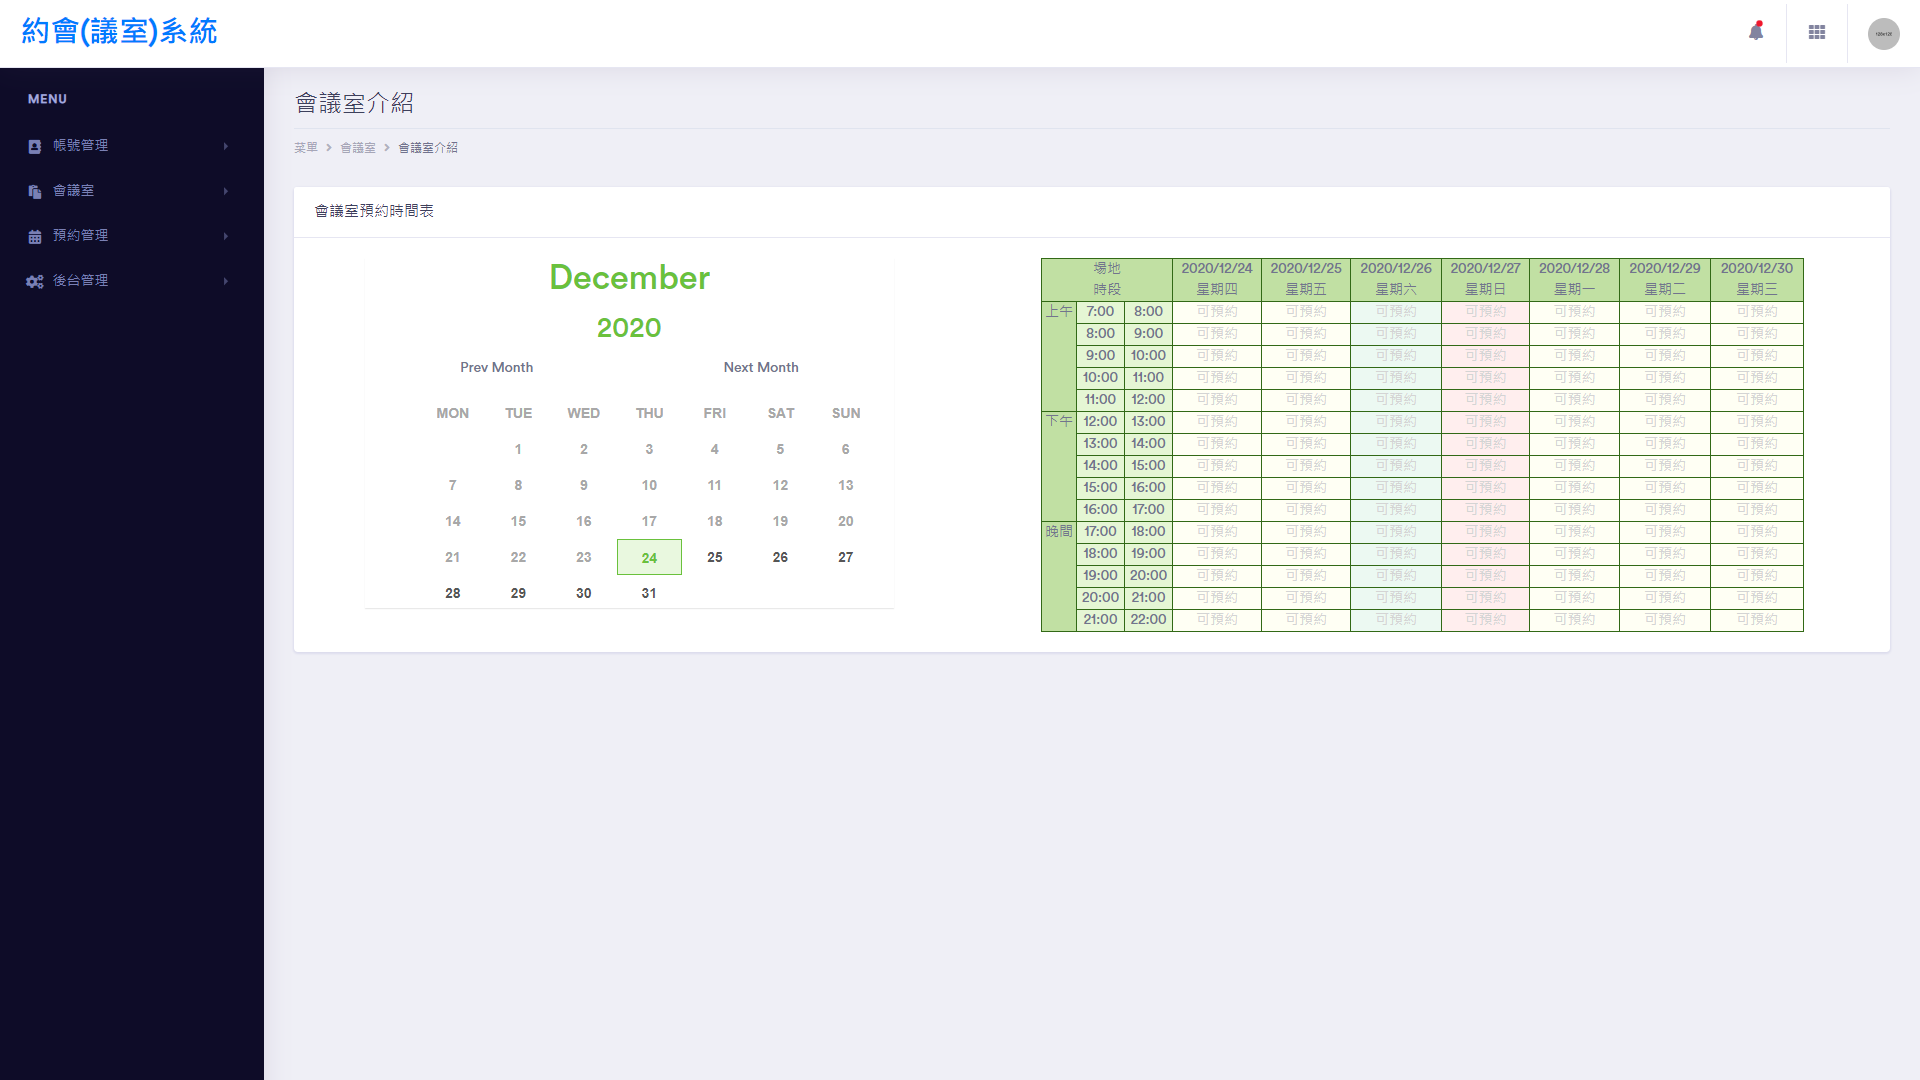 約會(議室)系統
MENU
帳號管理
會議室
預約管理
後台管理
會議室介紹
菜單 > 會議室 > 會議室介紹
會議室預約時間表
December
2020
Prev Month Next Month
MON TUE WED THU FRI SAT SUN
1 2 3 4 5 6
7 8 9 10 11 12 13
14 15 16 17 18 19 20
21 22 23 24 25 26 27
28 29 30 31
場地 2020/12/24 2020/12/25 2020/12/26 2020/12/27 2020/12/28 2020/12/29 2020/12/30
時段 星期四 星期五 星期六 星期日 星期一 星期二 星期三
上午 7:00 8:00 可預約 可預約 可預約 可預約 可預約 可預約 可預約
8:00 9:00 可預約 可預約 可預約 可預約 可預約 可預約 可預約
9:00 10:00 可預約 可預約 可預約 可預約 可預約 可預約 可預約
10:00 11:00 可預約 可預約 可預約 可預約 可預約 可預約 可預約
11:00 12:00 可預約 可預約 可預約 可預約 可預約 可預約 可預約
下午 12:00 13:00 可預約 可預約 可預約 可預約 可預約 可預約 可預約
13:00 14:00 可預約 可預約 可預約 可預約 可預約 可預約 可預約
14:00 15:00 可預約 可預約 可預約 可預約 可預約 可預約 可預約
15:00 16:00 可預約 可預約 可預約 可預約 可預約 可預約 可預約
16:00 17:00 可預約 可預約 可預約 可預約 可預約 可預約 可預約
晚間 17:00 18:00 可預約 可預約 可預約 可預約 可預約 可預約 可預約
18:00 19:00 可預約 可預約 可預約 可預約 可預約 可預約 可預約
19:00 20:00 可預約 可預約 可預約 可預約 可預約 可預約 可預約
20:00 21:00 可預約 可預約 可預約 可預約 可預約 可預約 可預約
21:00 22:00 可預約 可預約 可預約 可預約 可預約 可預約 可預約